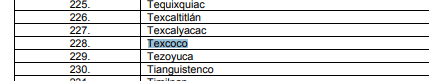 225. Tequixquiac
226. Texcaltitlán
227. Texcalyacac
228. Texcoco
229. Tezoyuca
230. Tianguistenco